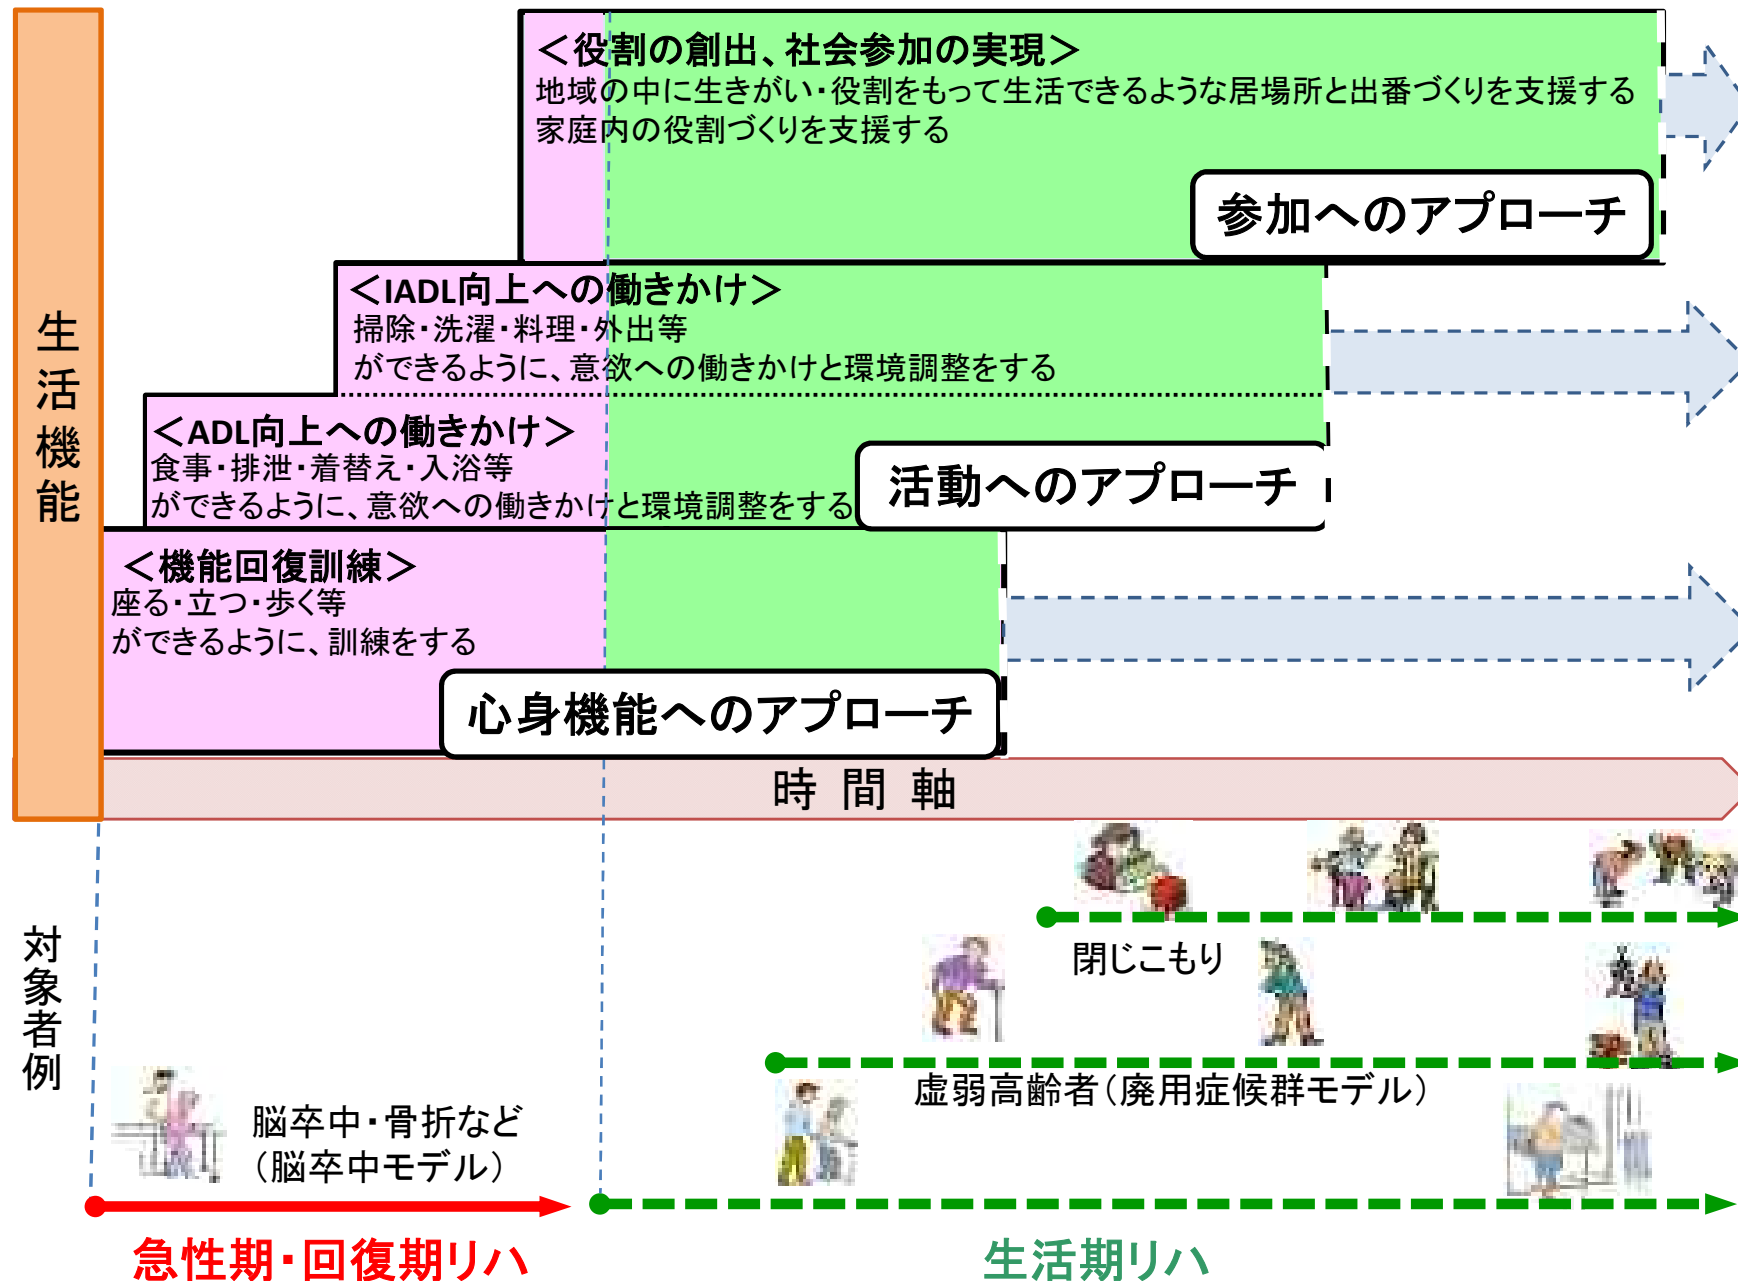 生活機能
＜役割の創出、社会参加の実現＞
地域の中に生きがい・役割をもって生活できるような居場所と出番づくりを支援する
家庭内の役割づくりを支援する
参加へのアプローチ
＜IADL向上への働きかけ＞
掃除・洗濯・料理・外出等
ができるように、意欲への働きかけと環境調整をする
＜ADL向上への働きかけ＞
食事・排泄・着替え・入浴等
ができるように、意欲への働きかけと環境調整をする
活動へのアプローチ
＜機能回復訓練＞
座る・立つ・歩く等
ができるように、訓練をする
心身機能へのアプローチ
時間軸
対象者例
閉じこもり
虚弱高齢者（廃用症候群モデル）
脳卒中・骨折など
（脳卒中モデル）
急性期・回復期リハ
生活期リハ